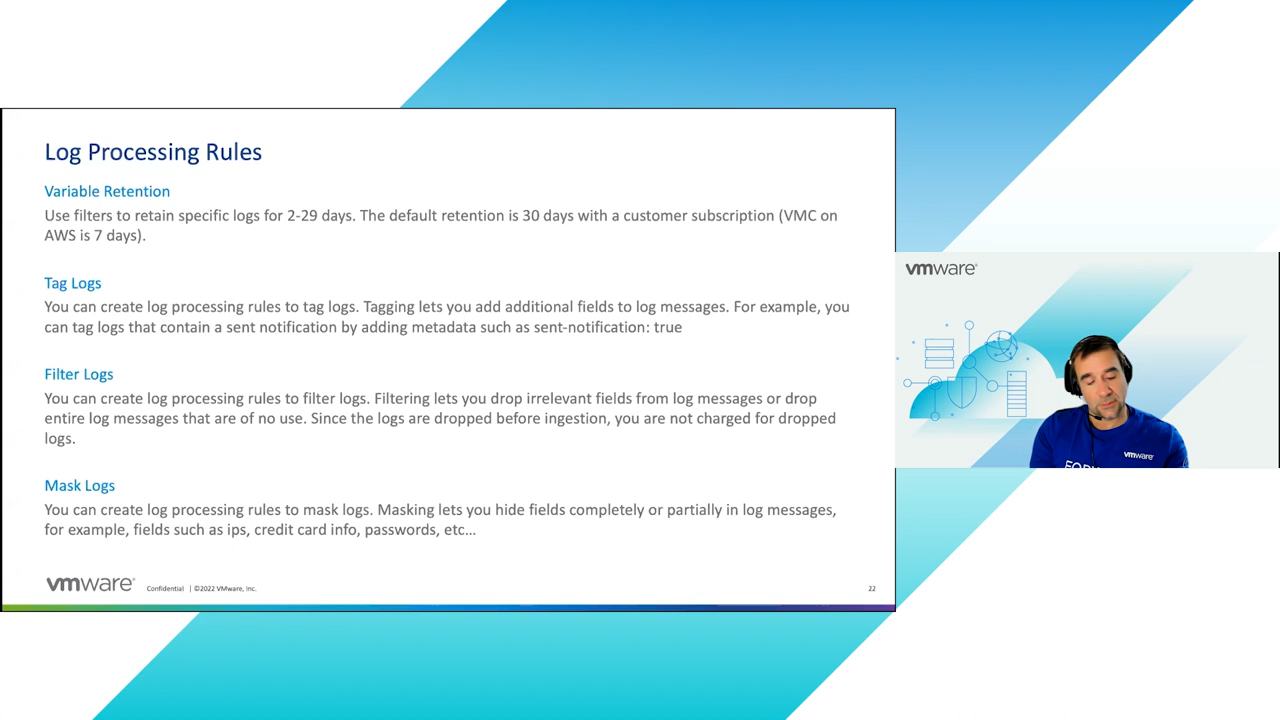 Log Processing Rules
Variable Retention
Use filters to retain specific logs for 2-29 days. The default retention is 30 days with a customer subscription (VMC on
AWS is 7 days).
Tag Logs
You can create log processing rules to tag logs. Tagging lets you add additional fields to log messages. For example, you
can tag logs that contain a sent notification by adding metadata such as sent-notification: true
Filter Logs
You can create log processing rules to filter logs. Filtering lets you drop irrelevant fields from log messages or drop
entire log messages that are of no use. Since the logs are dropped before ingestion, you are not charged for dropped
logs.
Mask Logs
You can create log processing rules to mask logs. Masking lets you hide fields completely or partially in log messages,
for example, fields such as ips, credit card info, passwords, etc...
vmware®
Confidential | ©2022 VMware, Inc.
22
vmware®
vmware®